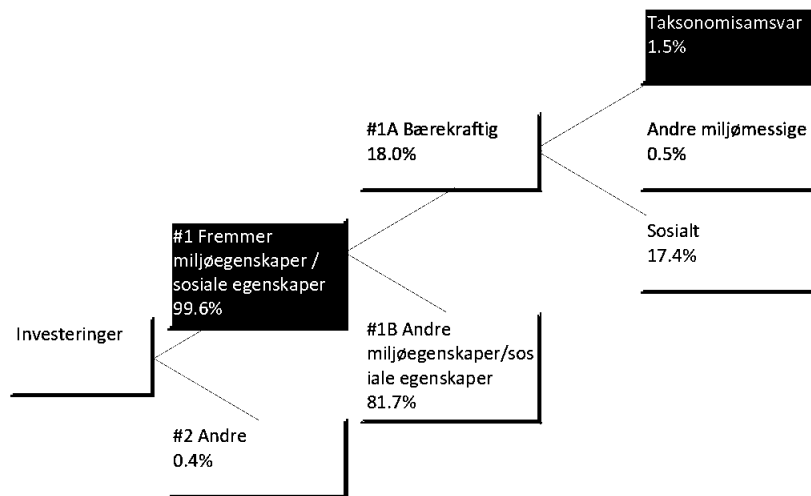 Taksonomisamsvar
1.5%
#1A Bærekraftig
18.0%
Andre miljømessige
0.5%
#1 Fremmer
miljøegenskaper /
sosiale egenskaper
99.6%
Sosialt
17.4%
Investeringer
#1B Andre
miljøegenskaper/sos
iale egenskaper
81.7%
#2 Andre
0.4%